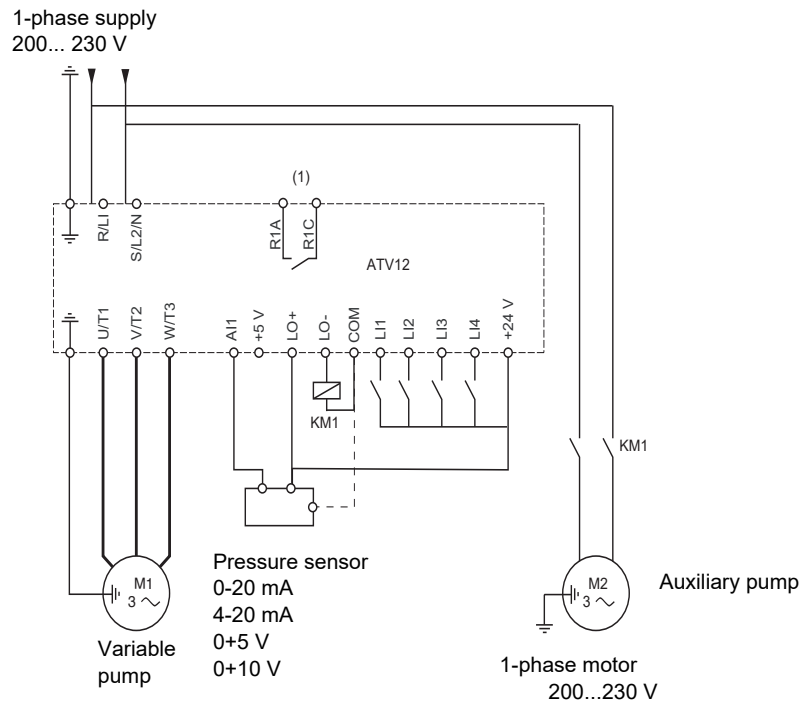 1-phase supply
200... 230 V
(1)
R/LI
S/L2/N
R1A
R1C
ATV12
U/T1
V/T2
W/T3
AI1
+5 V
LO+
LO-
COM
LI1
LI2
LI3
LI4
+24 V
KM1
KM1
M1
3
Pressure sensor
0-20 mA
4-20 mA
0+5 V
0+10 V
Variable
pump
M2
3
Auxiliary pump
1-phase motor
200...230 V